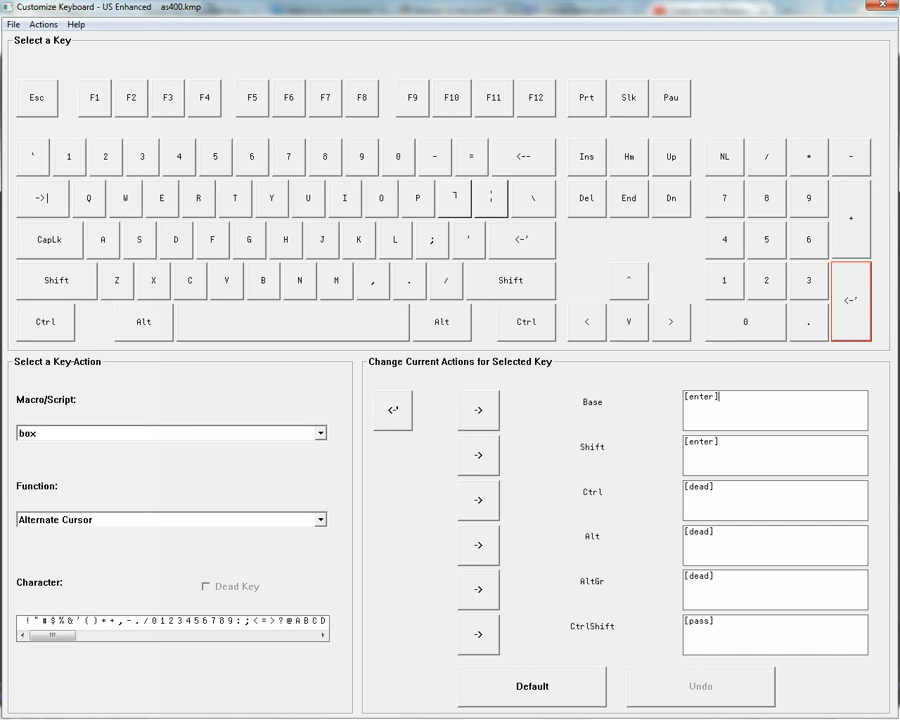 Customize Keyboard - US Enhanced as400.kmp
File Actions Help
Select a Key
Esc F1 F2 F3 F4 F5 F6 F7 F8 F9 F10 F11 F12 Prt Slk Pau
` 1 2 3 4 5 6 7 8 9 0 - = <-- Ins Hm Up NL / * -
->| Q W E R T Y U I O P ¬ ¦ \ Del End Dn 7 8 9 +
CapLk A S D F G H J K L ; ' <-' 4 5 6
Shift Z X C V B N M , . / Shift ^ 1 2 3 <-'
Ctrl Alt Alt Ctrl < V > 0 .
Select a Key-Action
Macro/Script:
box
Function:
Alternate Cursor
Character:
Dead Key
! " # $ % & ' ( ) * + , - . / 0 1 2 3 4 5 6 7 8 9 : ; < = > ? @ A B C D
Change Current Actions for Selected Key
<-' -> Base [enter]
-> Shift [enter]
-> Ctrl [dead]
-> Alt [dead]
-> AltGr [dead]
-> CtrlShift [pass]
Default Undo